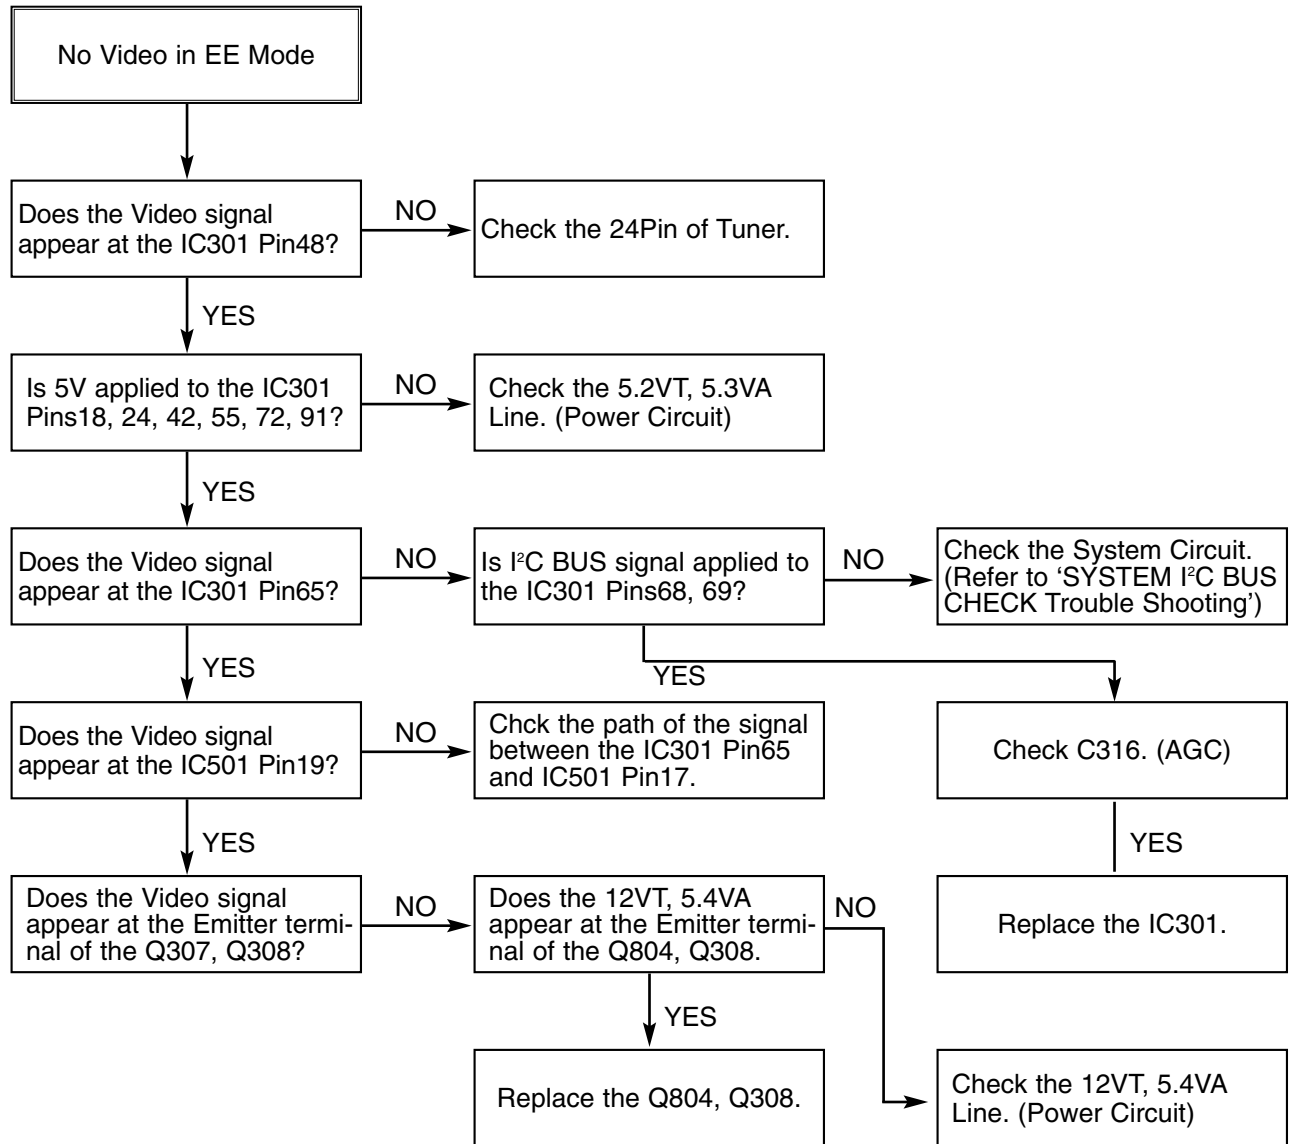 No Video in EE Mode
Does the Video signal
appear at the IC301 Pin48?
NO
Check the 24Pin of Tuner.
YES
Is 5V applied to the IC301
Pins18, 24, 42, 55, 72, 91?
NO
Check the 5.2VT, 5.3VA
Line. (Power Circuit)
YES
Does the Video signal
appear at the IC301 Pin65?
NO
Is I²C BUS signal applied to
the IC301 Pins68, 69?
NO
Check the System Circuit.
(Refer to ‘SYSTEM I²C BUS
CHECK Trouble Shooting’)
YES
YES
Does the Video signal
appear at the IC501 Pin19?
NO
Chck the path of the signal
between the IC301 Pin65
and IC501 Pin17.
Check C316. (AGC)
YES
YES
Does the Video signal
appear at the Emitter termi-
nal of the Q307, Q308?
NO
Does the 12VT, 5.4VA
appear at the Emitter termi-
nal of the Q804, Q308.
NO
Replace the IC301.
YES
Replace the Q804, Q308.
Check the 12VT, 5.4VA
Line. (Power Circuit)